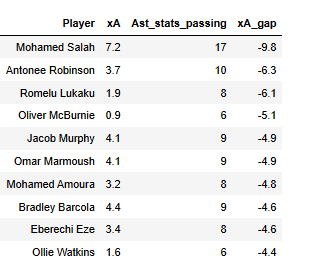 Player xA Ast_stats_passing xA_gap
Mohamed Salah 7.2 17 -9.8
Antonee Robinson 3.7 10 -6.3
Romelu Lukaku 1.9 8 -6.1
Oliver McBurnie 0.9 6 -5.1
Jacob Murphy 4.1 9 -4.9
Omar Marmoush 4.1 9 -4.9
Mohamed Amoura 3.2 8 -4.8
Bradley Barcola 4.4 9 -4.6
Eberechi Eze 3.4 8 -4.6
Ollie Watkins 1.6 6 -4.4